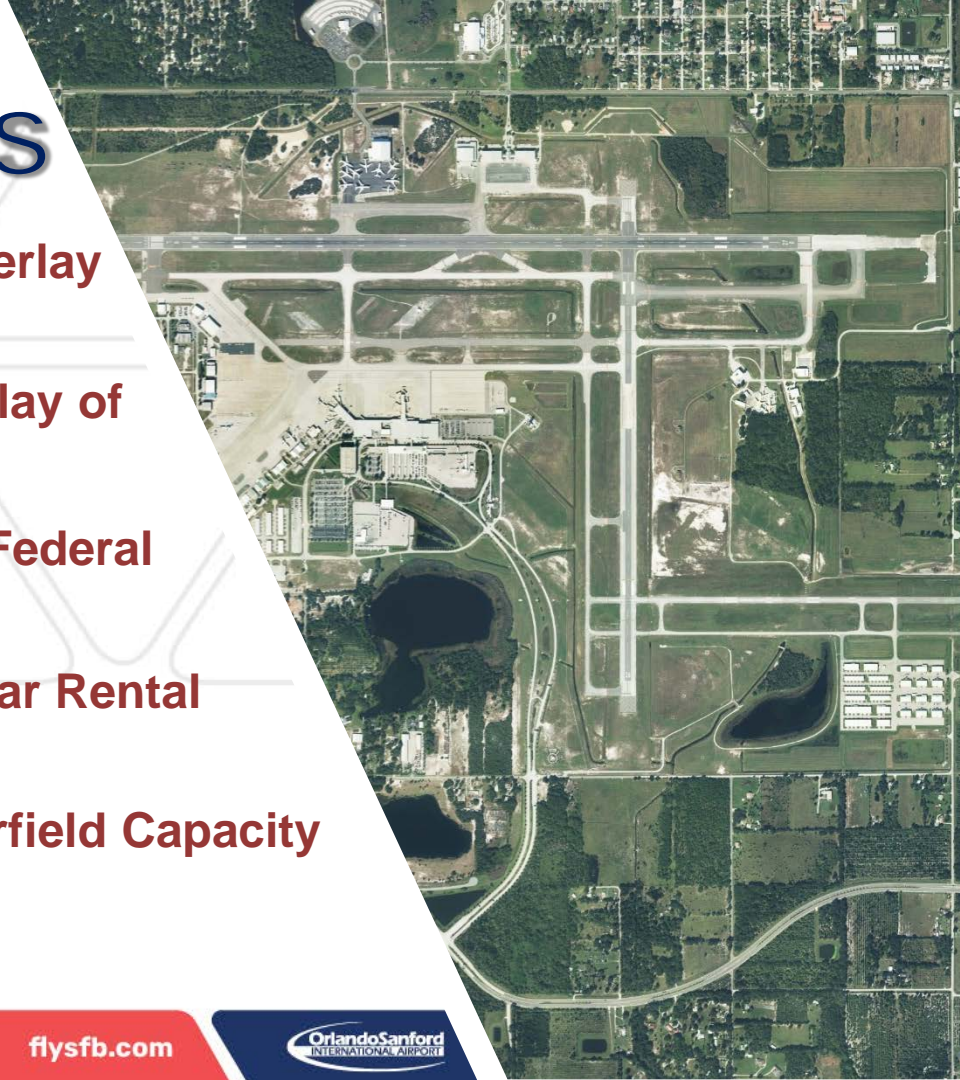 S
erlay
lay of
Federal
ar Rental
rfield Capacity
flysfb.com
OrlandoSanford
INTERNATIONAL AIRPORT